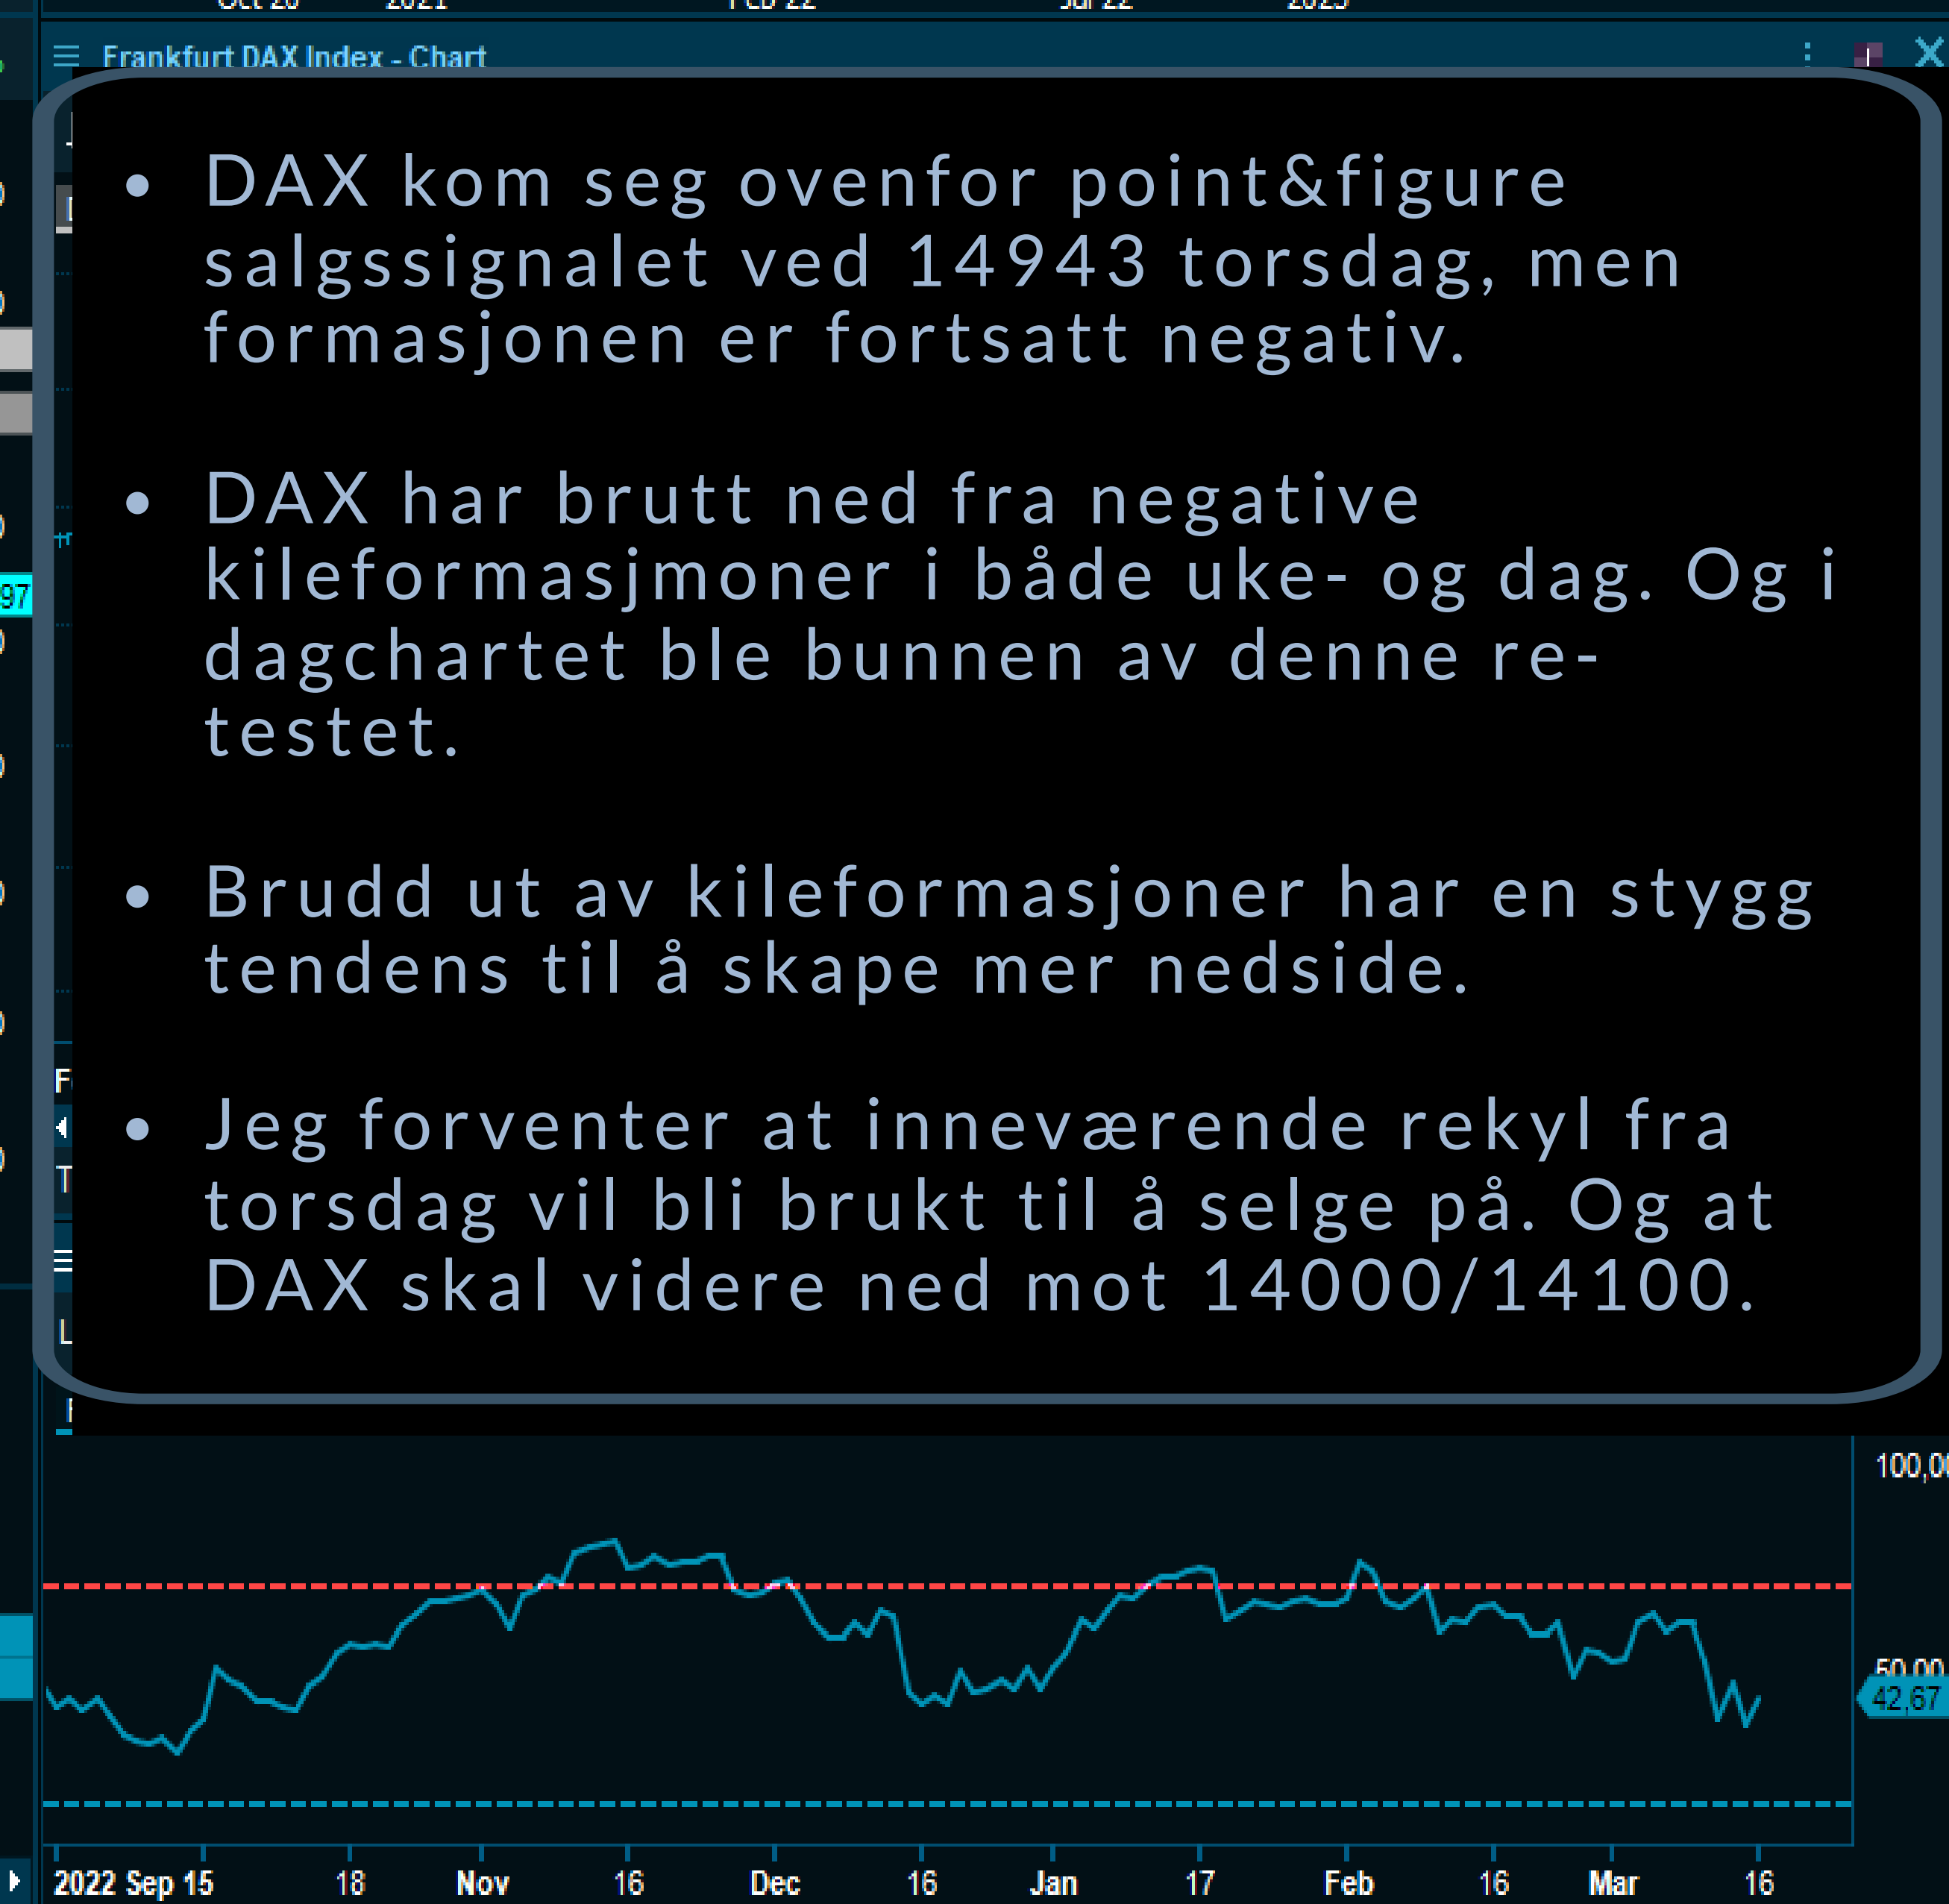 2021
Frankfurt DAX Index - Chart
• DAX kom seg ovenfor point&figure
salgssignalet ved 14943 torsdag, men
formasjonen er fortsatt negativ.
• DAX har brutt ned fra negative
kileformasjmoner i både uke- og dag. Og i
dagchartet ble bunnen av denne re-
testet.
• Brudd ut av kileformasjoner har en stygg
tendens til å skape mer nedside.
• Jeg forventer at inneværende rekyl fra
torsdag vil bli brukt til å selge på. Og at
DAX skal videre ned mot 14000/14100.
97
42,67
2022 Sep 15 18 Nov 16 Dec 16 Jan 17 Feb 16 Mar 16